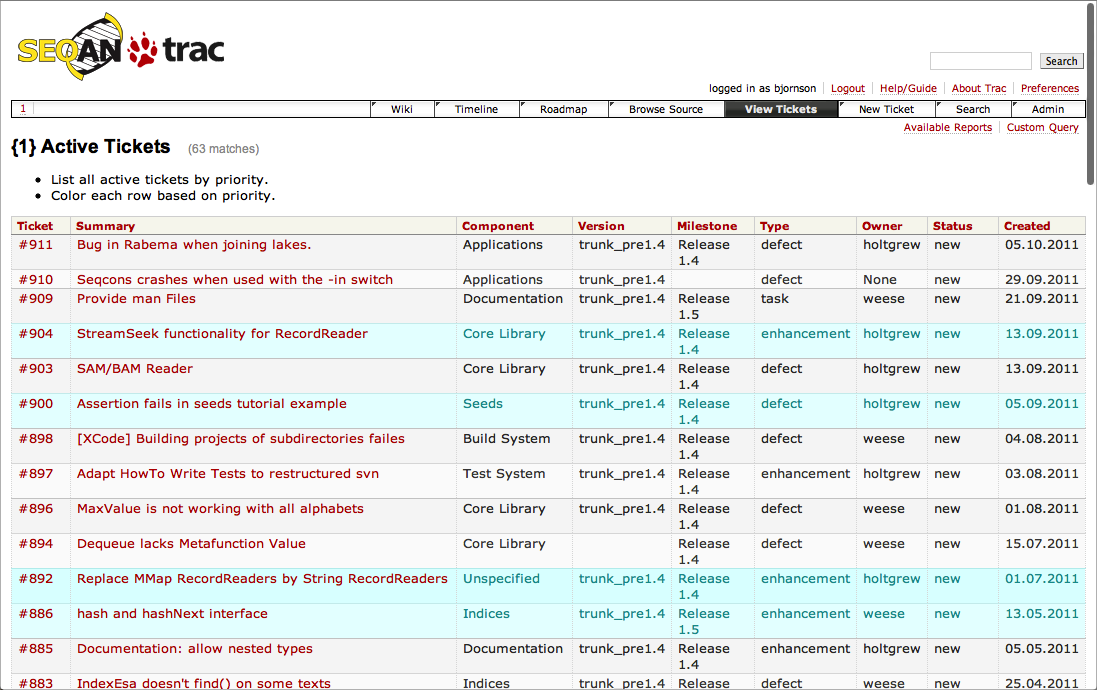 SEQAN trac
Search
logged in as bjornson Logout Help/Guide About Trac Preferences
1 Wiki Timeline Roadmap Browse Source View Tickets New Ticket Search Admin
Available Reports Custom Query
{1} Active Tickets (63 matches)
• List all active tickets by priority.
• Color each row based on priority.
Ticket Summary Component Version Milestone Type Owner Status Created
#911 Bug in Rabema when joining lakes. Applications trunk_pre1.4 Release defect holtgrew new 05.10.2011
1.4
#910 Seqcons crashes when used with the -in switch Applications trunk_pre1.4 defect None new 29.09.2011
#909 Provide man Files Documentation trunk_pre1.4 Release task weese new 21.09.2011
1.5
#904 StreamSeek functionality for RecordReader Core Library trunk_pre1.4 Release enhancement holtgrew new 13.09.2011
1.4
#903 SAM/BAM Reader Core Library trunk_pre1.4 Release defect holtgrew new 13.09.2011
1.4
#900 Assertion fails in seeds tutorial example Seeds trunk_pre1.4 Release defect holtgrew new 05.09.2011
1.4
#898 [XCode] Building projects of subdirectories failes Build System trunk_pre1.4 Release defect weese new 04.08.2011
1.4
#897 Adapt HowTo Write Tests to restructured svn Test System trunk_pre1.4 Release enhancement holtgrew new 03.08.2011
1.4
#896 MaxValue is not working with all alphabets Core Library trunk_pre1.4 Release defect weese new 01.08.2011
1.4
#894 Dequeue lacks Metafunction Value Core Library Release defect weese new 15.07.2011
1.4
#892 Replace MMap RecordReaders by String RecordReaders Unspecified trunk_pre1.4 Release enhancement holtgrew new 01.07.2011
1.4
#886 hash and hashNext interface Indices trunk_pre1.4 Release enhancement weese new 13.05.2011
1.5
#885 Documentation: allow nested types Documentation trunk_pre1.4 Release enhancement holtgrew new 05.05.2011
1.4
#883 IndexEsa doesn't find() on some texts Indices trunk_pre1.4 Release defect weese new 25.04.2011